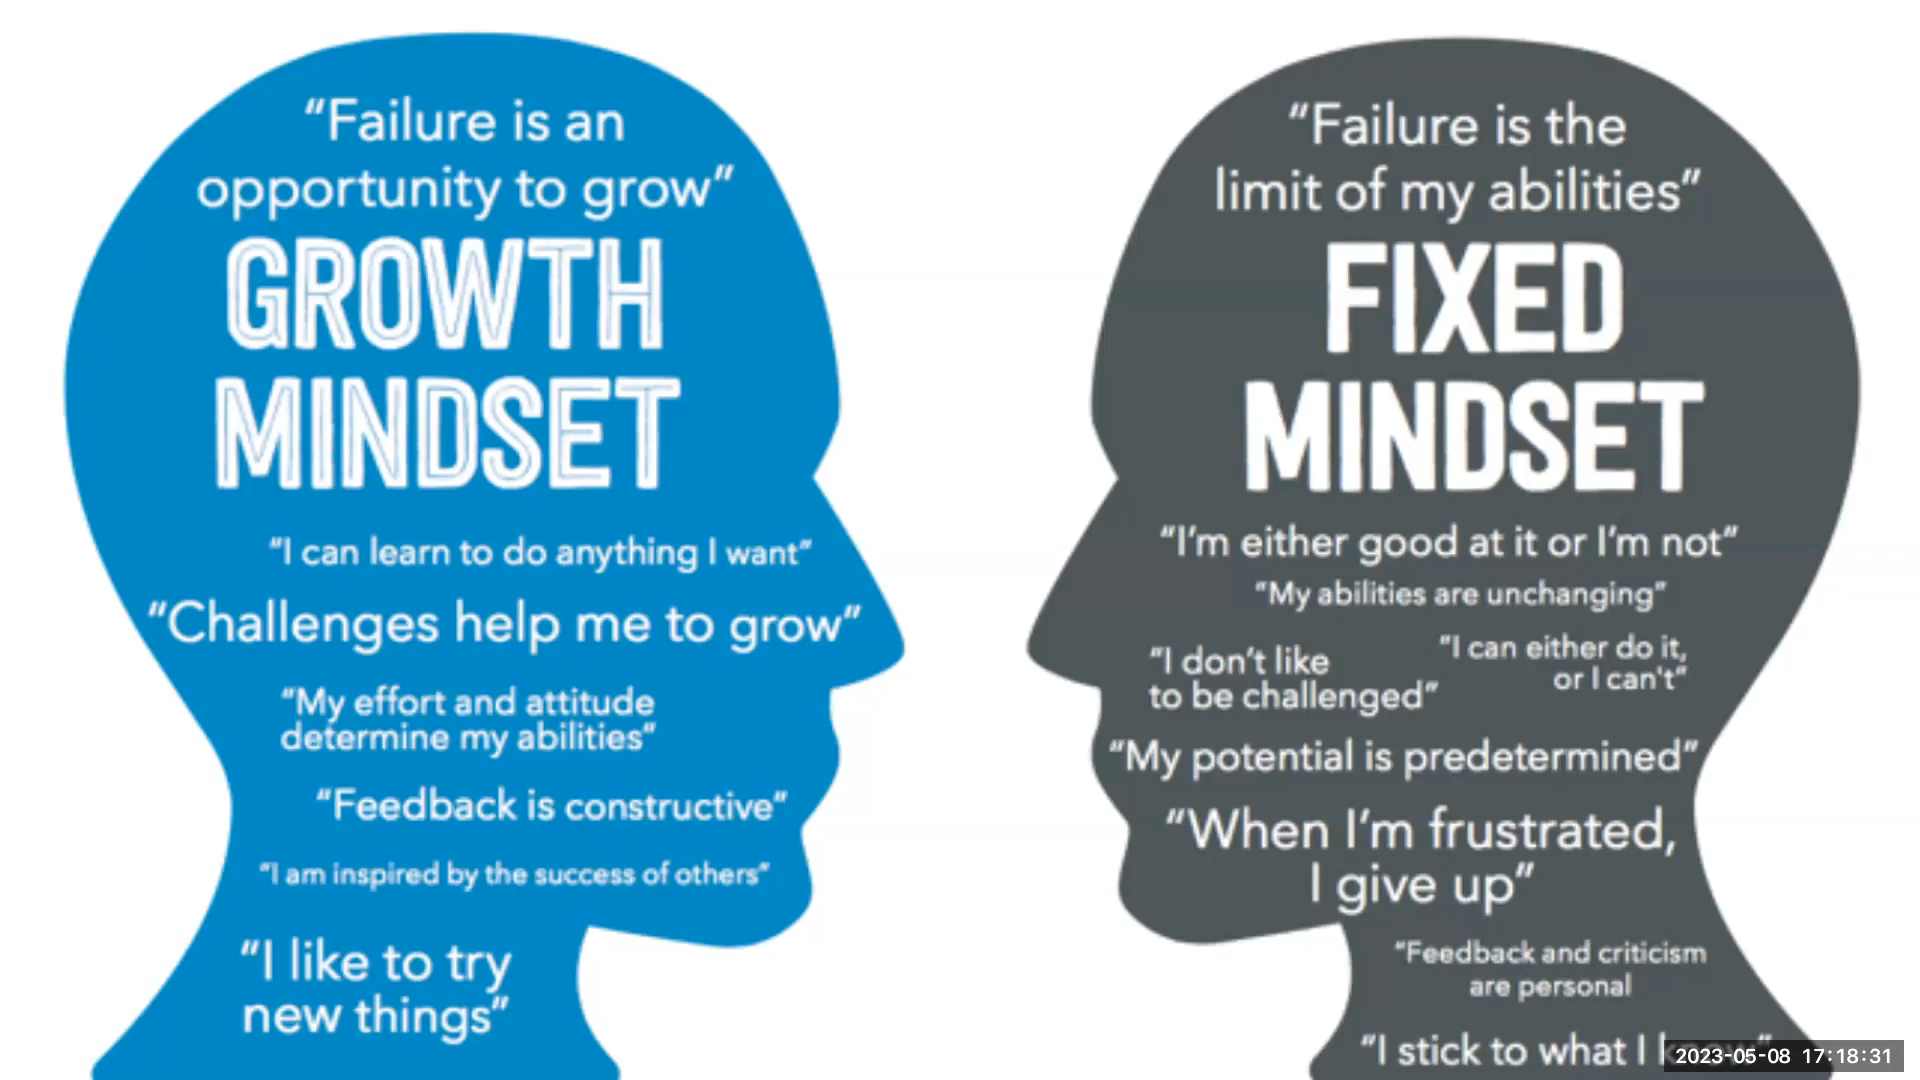 “Failure is an
opportunity to grow”
GROWTH
MINDSET
“I can learn to do anything I want”
“Challenges help me to grow”
“My effort and attitude
determine my abilities”
“Feedback is constructive”
“I am inspired by the success of others”
“I like to try
new things”
“Failure is the
limit of my abilities”
FIXED
MINDSET
“I’m either good at it or I’m not”
“My abilities are unchanging”
“I don’t like
to be challenged”
“I can either do it,
or I can't”
“My potential is predetermined”
“When I’m frustrated,
I give up”
“Feedback and criticism
are personal
“I stick to what I know”
2023-05-08 17:18:31